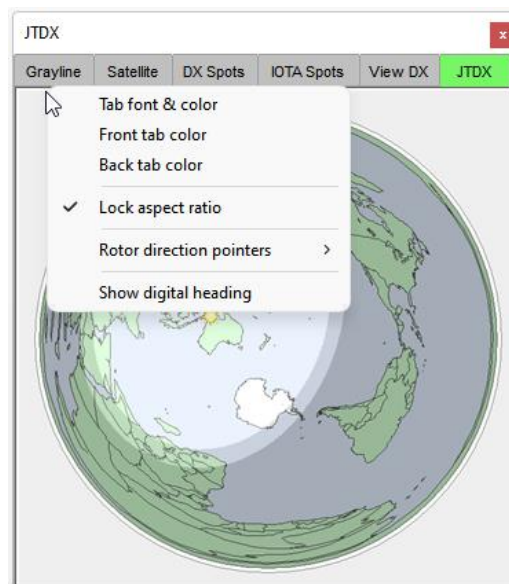 JTDX
x
Grayline Satellite DX Spots IOTA Spots View DX JTDX
Tab font & color
Front tab color
Back tab color
Lock aspect ratio
Rotor direction pointers
Show digital heading